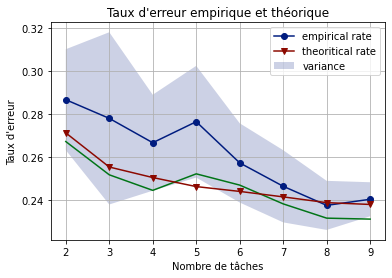 Taux d'erreur empirique et théorique
empirical rate
theoritical rate
variance
Taux d'erreur
0.32
0.30
0.28
0.26
0.24
2 3 4 5 6 7 8 9
Nombre de tâches